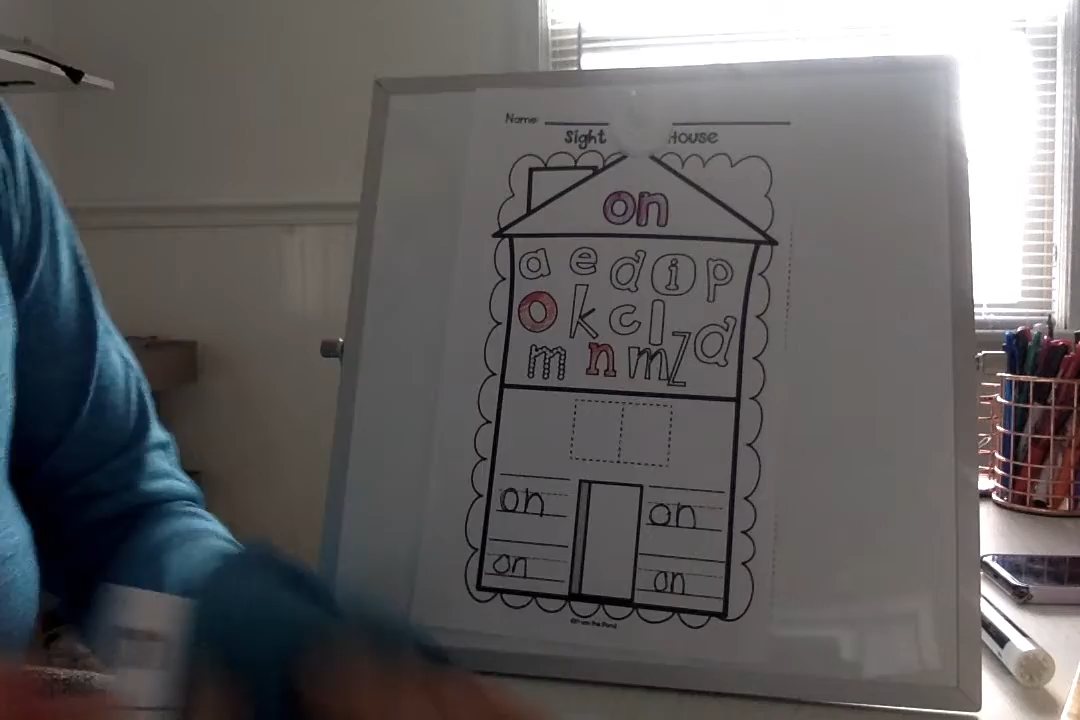 Name
Sight House
on
a e d i p
o k c l
m n m z d
on on
on on